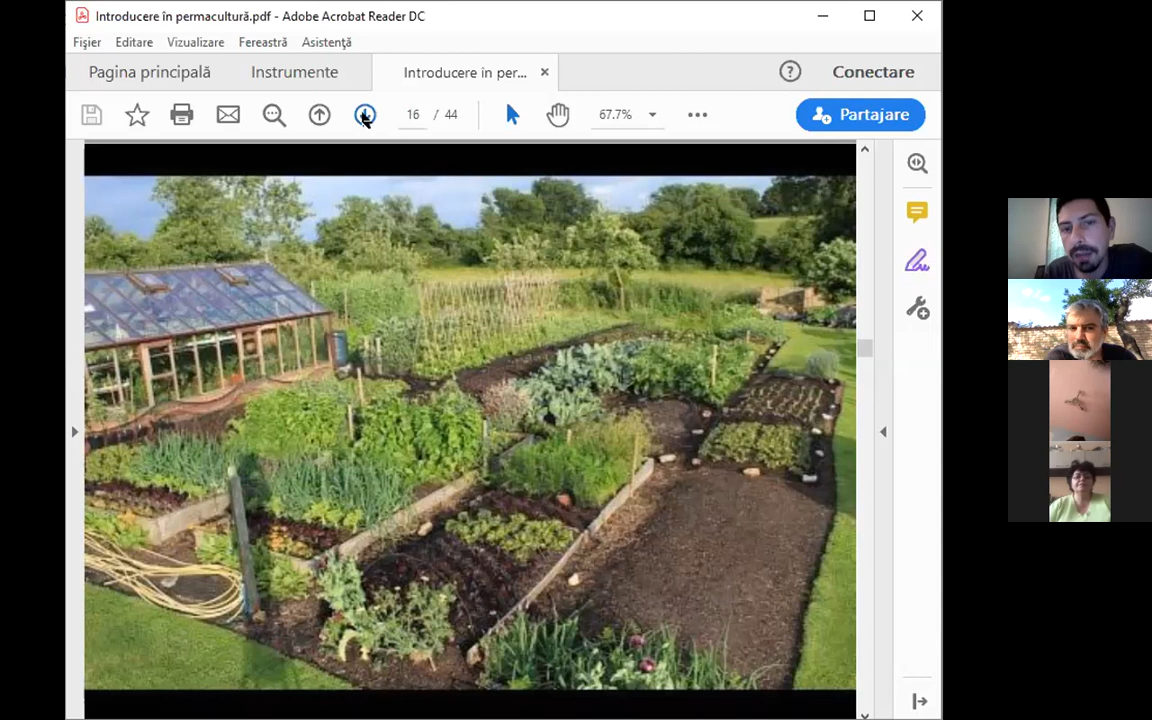 Introducere în permacultură.pdf - Adobe Acrobat Reader DC
Fișier Editare Vizualizare Fereastră Asistență
Pagina principală Instrumente Introducere în per... Conectare
16 / 44 67.7% Partajare